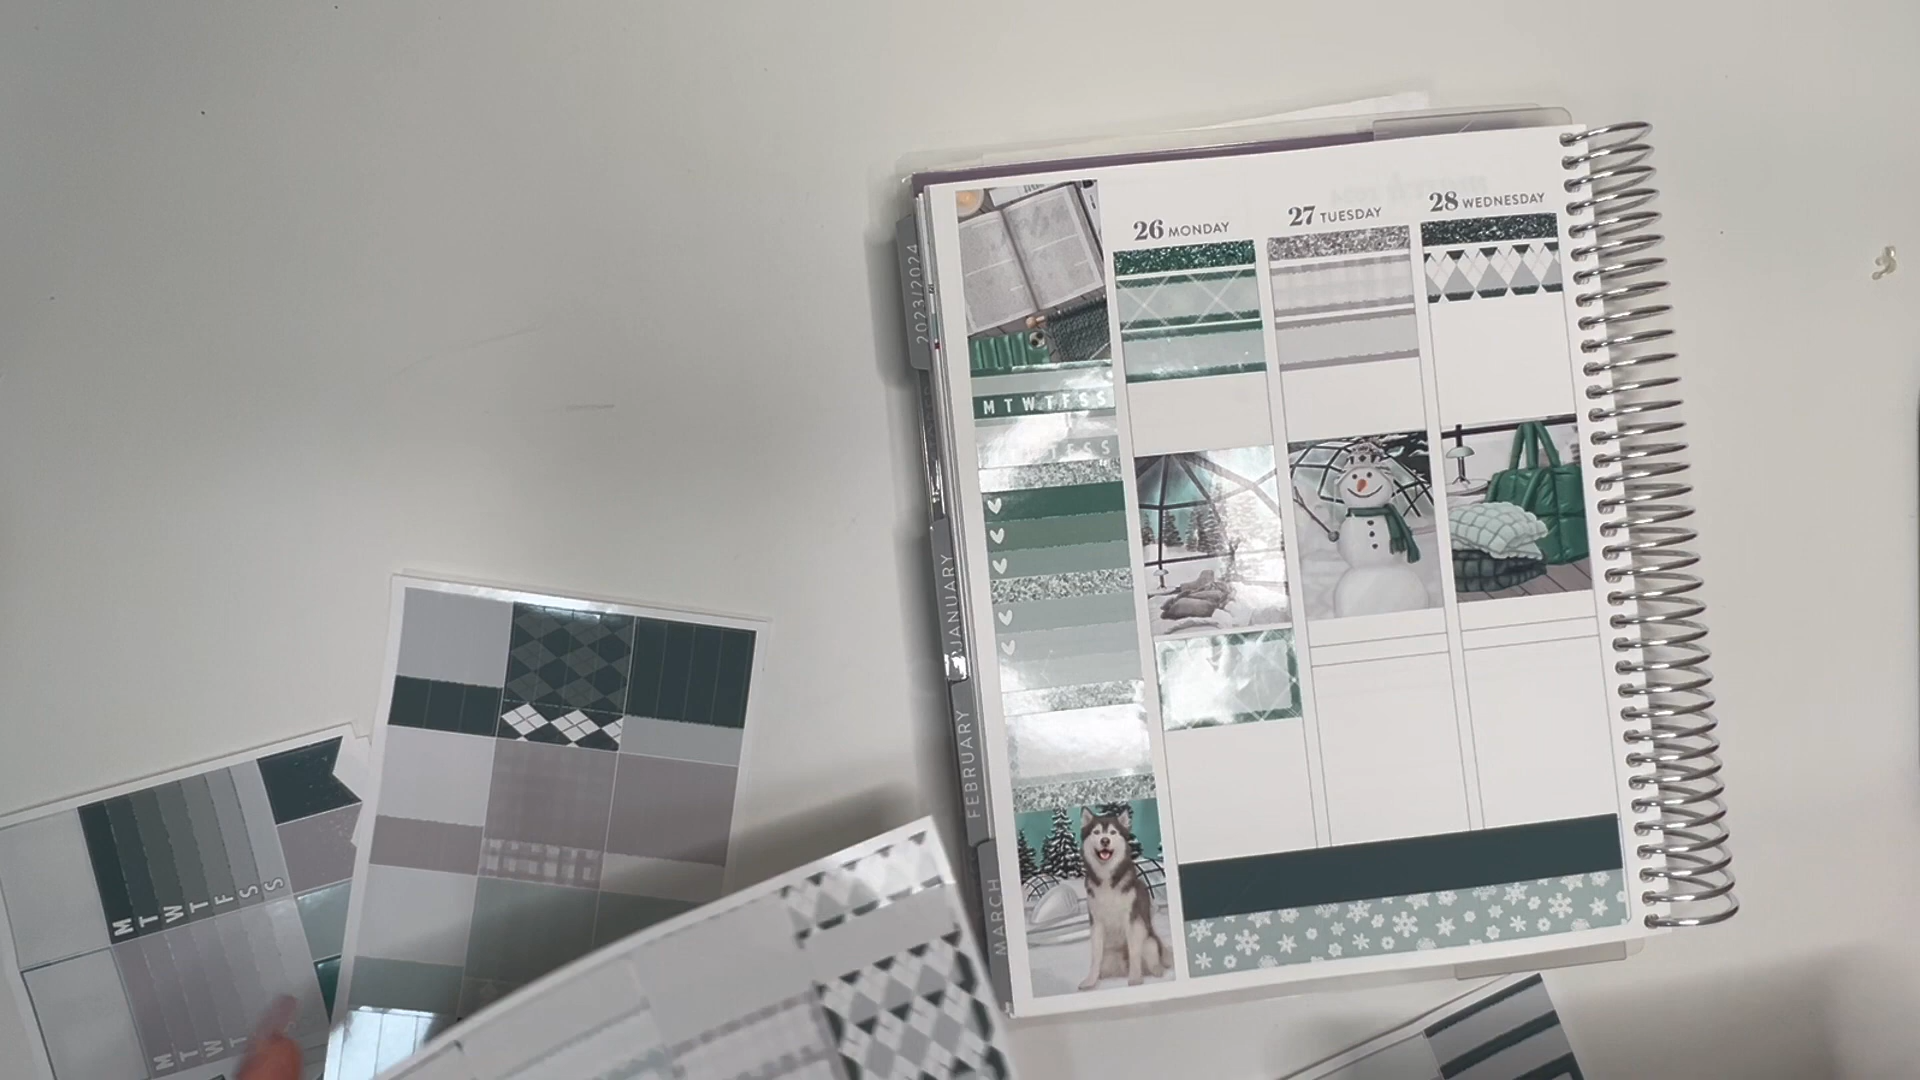 26 MONDAY
27 TUESDAY
28 WEDNESDAY
2023/2024
JANUARY
FEBRUARY
MARCH
M T W T F S S
M T W T F S S
M T W T